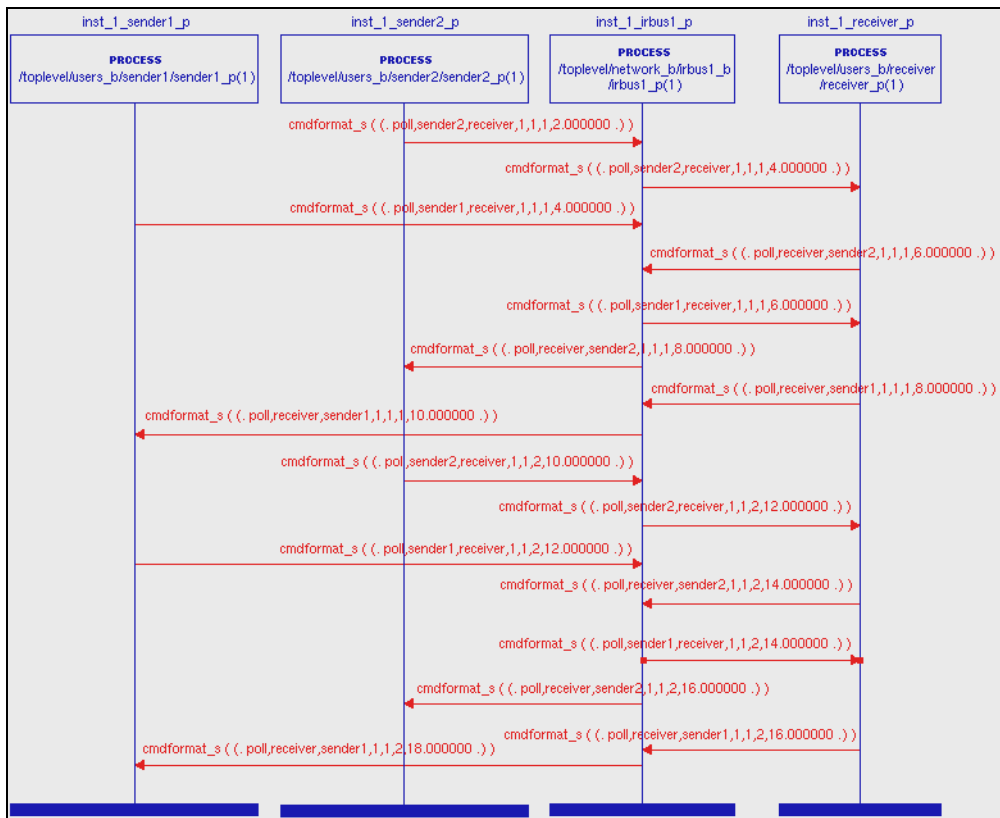 inst_1_sender1_p inst_1_sender2_p inst_1_irbus1_p inst_1_receiver_p
PROCESS
/toplevel/users_b/sender1/sender1_p(1)
PROCESS
/toplevel/users_b/sender2/sender2_p(1)
PROCESS
/toplevel/network_b/irbus1_b
/irbus1_p(1)
PROCESS
/toplevel/users_b/receiver
/receiver_p(1)
cmdformat_s ( (. poll,sender2,receiver,1,1,1,2.000000 .) )
cmdformat_s ( (. poll,sender2,receiver,1,1,1,4.000000 .) )
cmdformat_s ( (. poll,sender1,receiver,1,1,1,4.000000 .) )
cmdformat_s ( (. poll,receiver,sender2,1,1,1,6.000000 .) )
cmdformat_s ( (. poll,sender1,receiver,1,1,1,6.000000 .) )
cmdformat_s ( (. poll,receiver,sender2,1,1,1,8.000000 .) )
cmdformat_s ( (. poll,receiver,sender1,1,1,1,8.000000 .) )
cmdformat_s ( (. poll,receiver,sender1,1,1,1,10.000000 .) )
cmdformat_s ( (. pol,sender2,receiver,1,1,2,10.000000 .) )
cmdformat_s ( (. poll,sender2,receiver,1,1,2,12.000000 .) )
cmdformat_s ( (. poll,sender1,receiver,1,1,2,12.000000 .) )
cmdformat_s ( (. poll,receiver,sender2,1,1,2,14.000000 .) )
cmdformat_s ( (. poll,sender1,receiver,1,1,2,14.000000 .) )
cmdformat_s ( (. poll,receiver,sender2,1,1,2,16.000000 .) )
cmdformat_s ( (. poll,receiver,sender1,1,1,2,16.000000 .) )
cmdformat_s ( (. poll,receiver,sender1,1,1,2,18.000000 .) )